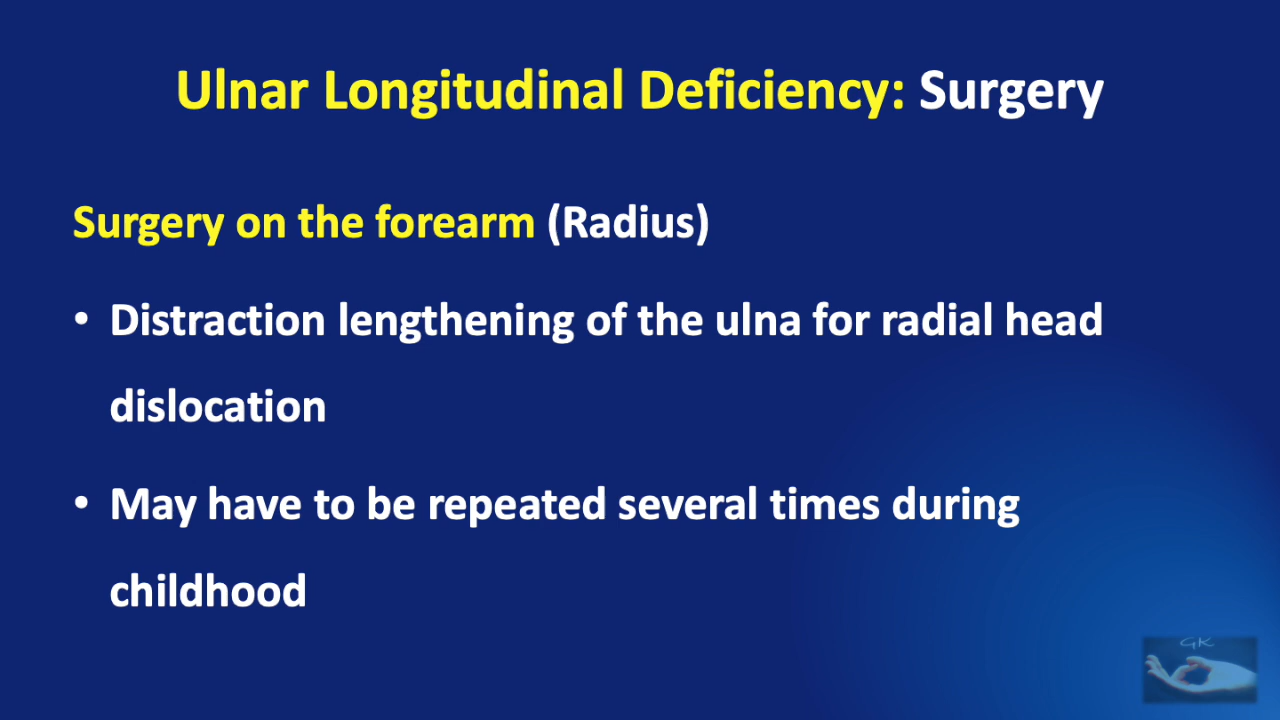 Ulnar Longitudinal Deficiency: Surgery
Surgery on the forearm (Radius)
• Distraction lengthening of the ulna for radial head
dislocation
• May have to be repeated several times during
childhood
GK